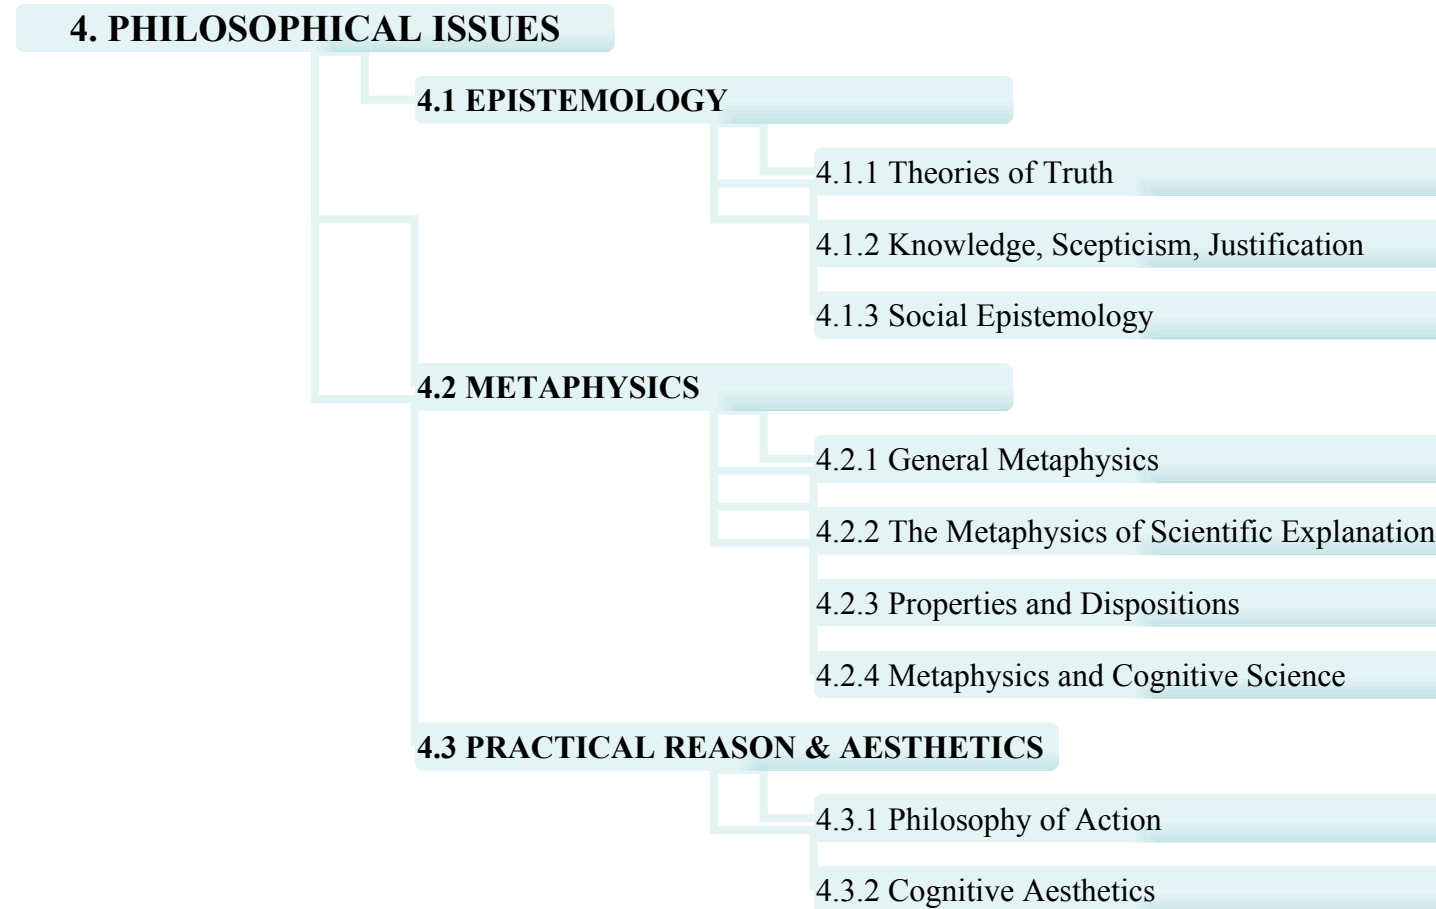 4. PHILOSOPHICAL ISSUES
4.1 EPISTEMOLOGY
4.1.1 Theories of Truth
4.1.2 Knowledge, Scepticism, Justification
4.1.3 Social Epistemology
4.2 METAPHYSICS
4.2.1 General Metaphysics
4.2.2 The Metaphysics of Scientific Explanation
4.2.3 Properties and Dispositions
4.2.4 Metaphysics and Cognitive Science
4.3 PRACTICAL REASON & AESTHETICS
4.3.1 Philosophy of Action
4.3.2 Cognitive Aesthetics